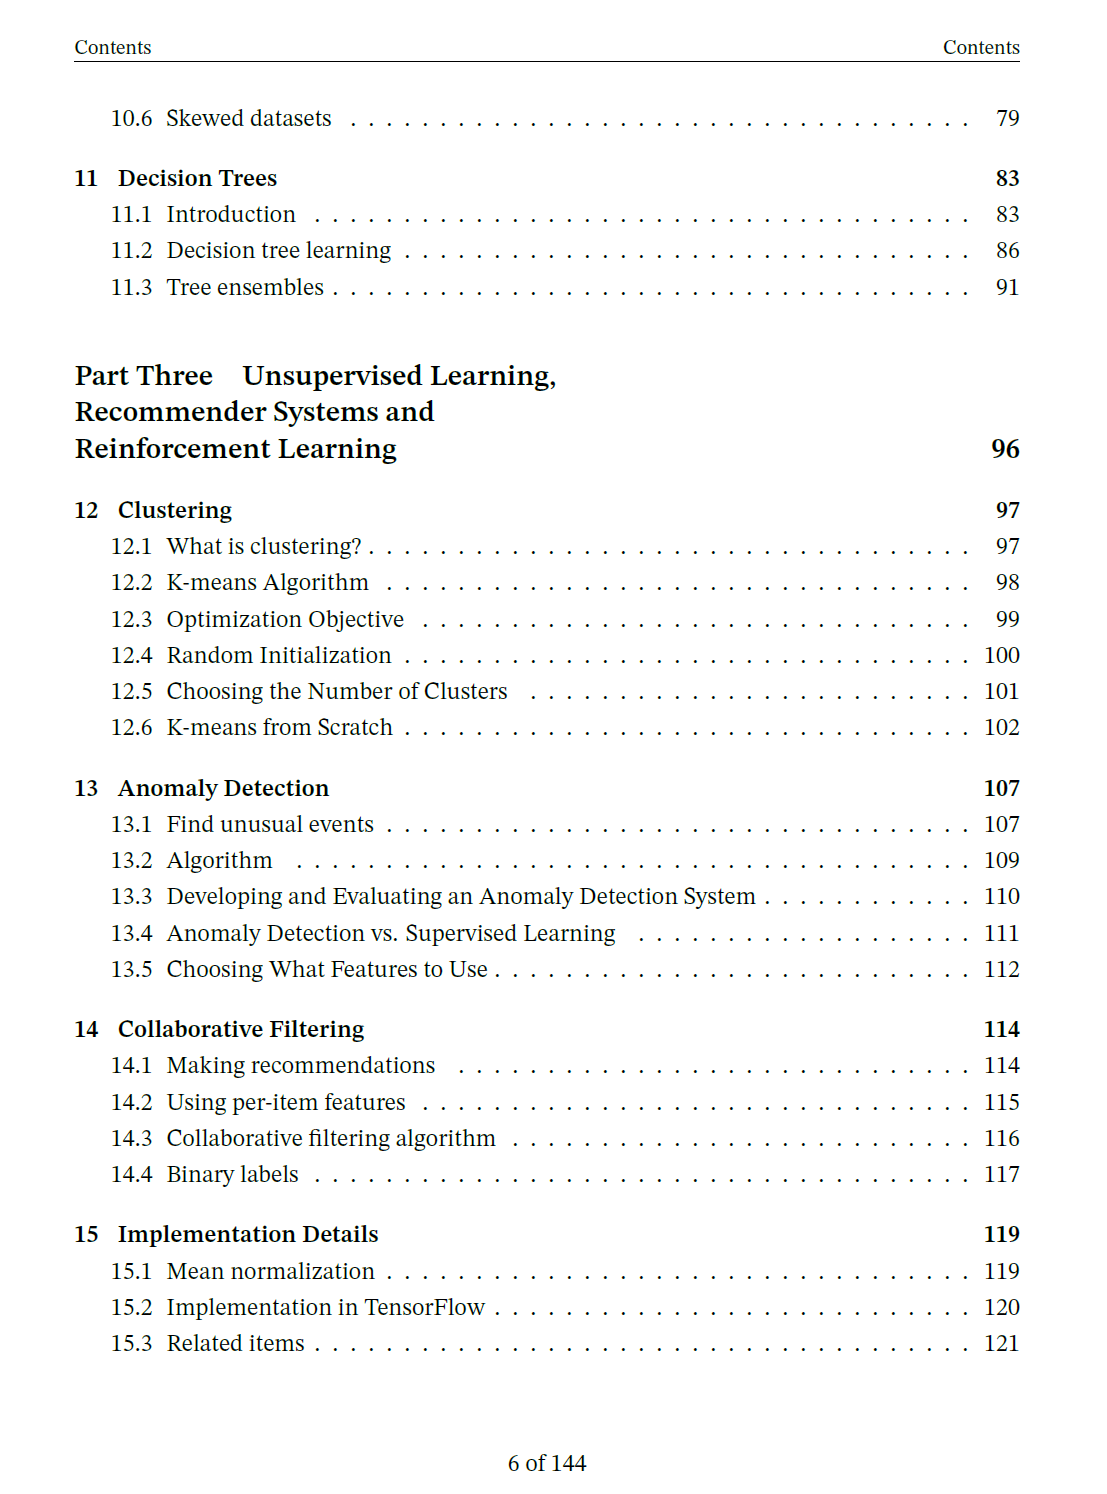 Contents Contents
10.6 Skewed datasets . . . . . . . . . . . . . . . . . . . . . . . . . . . . . . . . . . . 79
11 Decision Trees 83
11.1 Introduction . . . . . . . . . . . . . . . . . . . . . . . . . . . . . . . . . . . . . 83
11.2 Decision tree learning . . . . . . . . . . . . . . . . . . . . . . . . . . . . . . . . 86
11.3 Tree ensembles . . . . . . . . . . . . . . . . . . . . . . . . . . . . . . . . . . . . 91
Part Three Unsupervised Learning,
Recommender Systems and
Reinforcement Learning 96
12 Clustering 97
12.1 What is clustering? . . . . . . . . . . . . . . . . . . . . . . . . . . . . . . . . . . 97
12.2 K-means Algorithm . . . . . . . . . . . . . . . . . . . . . . . . . . . . . . . . . 98
12.3 Optimization Objective . . . . . . . . . . . . . . . . . . . . . . . . . . . . . . . 99
12.4 Random Initialization . . . . . . . . . . . . . . . . . . . . . . . . . . . . . . . . 100
12.5 Choosing the Number of Clusters . . . . . . . . . . . . . . . . . . . . . . . . . 101
12.6 K-means from Scratch . . . . . . . . . . . . . . . . . . . . . . . . . . . . . . . . 102
13 Anomaly Detection 107
13.1 Find unusual events . . . . . . . . . . . . . . . . . . . . . . . . . . . . . . . . . 107
13.2 Algorithm . . . . . . . . . . . . . . . . . . . . . . . . . . . . . . . . . . . . . . 109
13.3 Developing and Evaluating an Anomaly Detection System . . . . . . . . . . . . 110
13.4 Anomaly Detection vs. Supervised Learning . . . . . . . . . . . . . . . . . . . 111
13.5 Choosing What Features to Use . . . . . . . . . . . . . . . . . . . . . . . . . . . 112
14 Collaborative Filtering 114
14.1 Making recommendations . . . . . . . . . . . . . . . . . . . . . . . . . . . . . 114
14.2 Using per-item features . . . . . . . . . . . . . . . . . . . . . . . . . . . . . . . 115
14.3 Collaborative filtering algorithm . . . . . . . . . . . . . . . . . . . . . . . . . . 116
14.4 Binary labels . . . . . . . . . . . . . . . . . . . . . . . . . . . . . . . . . . . . . 117
15 Implementation Details 119
15.1 Mean normalization . . . . . . . . . . . . . . . . . . . . . . . . . . . . . . . . . 119
15.2 Implementation in TensorFlow . . . . . . . . . . . . . . . . . . . . . . . . . . . 120
15.3 Related items . . . . . . . . . . . . . . . . . . . . . . . . . . . . . . . . . . . . . 121
6 of 144